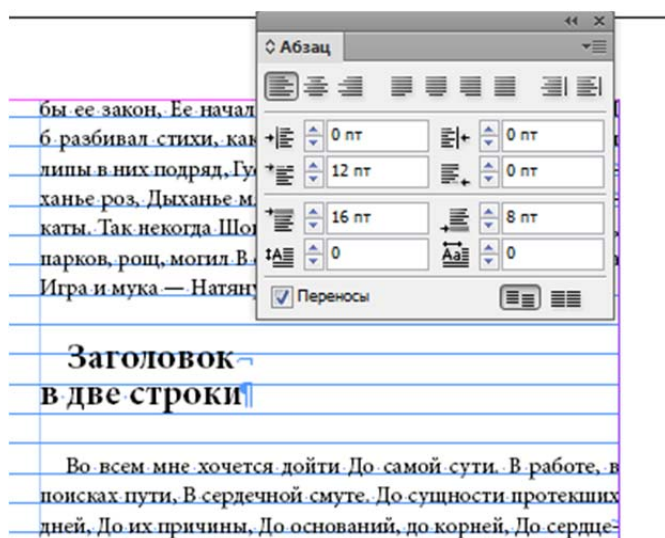 Абзац
0 пт 0 пт
12 пт 0 пт
16 пт 8 пт
0 0
Переносы
бы ее закон, Ее начал
б разбивал стихи, как
липы в них подряд, Гу
ханье роз, Дыханье м
каты. Так некогда Шо
парков, рощ, могил В
Игра и мука — Натян
Заголовок
в две строки
Во всем мне хочется дойти До самой сути. В работе, в
поисках пути, В сердечной смуте. До сущности протекших
дней, До их причины, До оснований, до корней, До сердце-